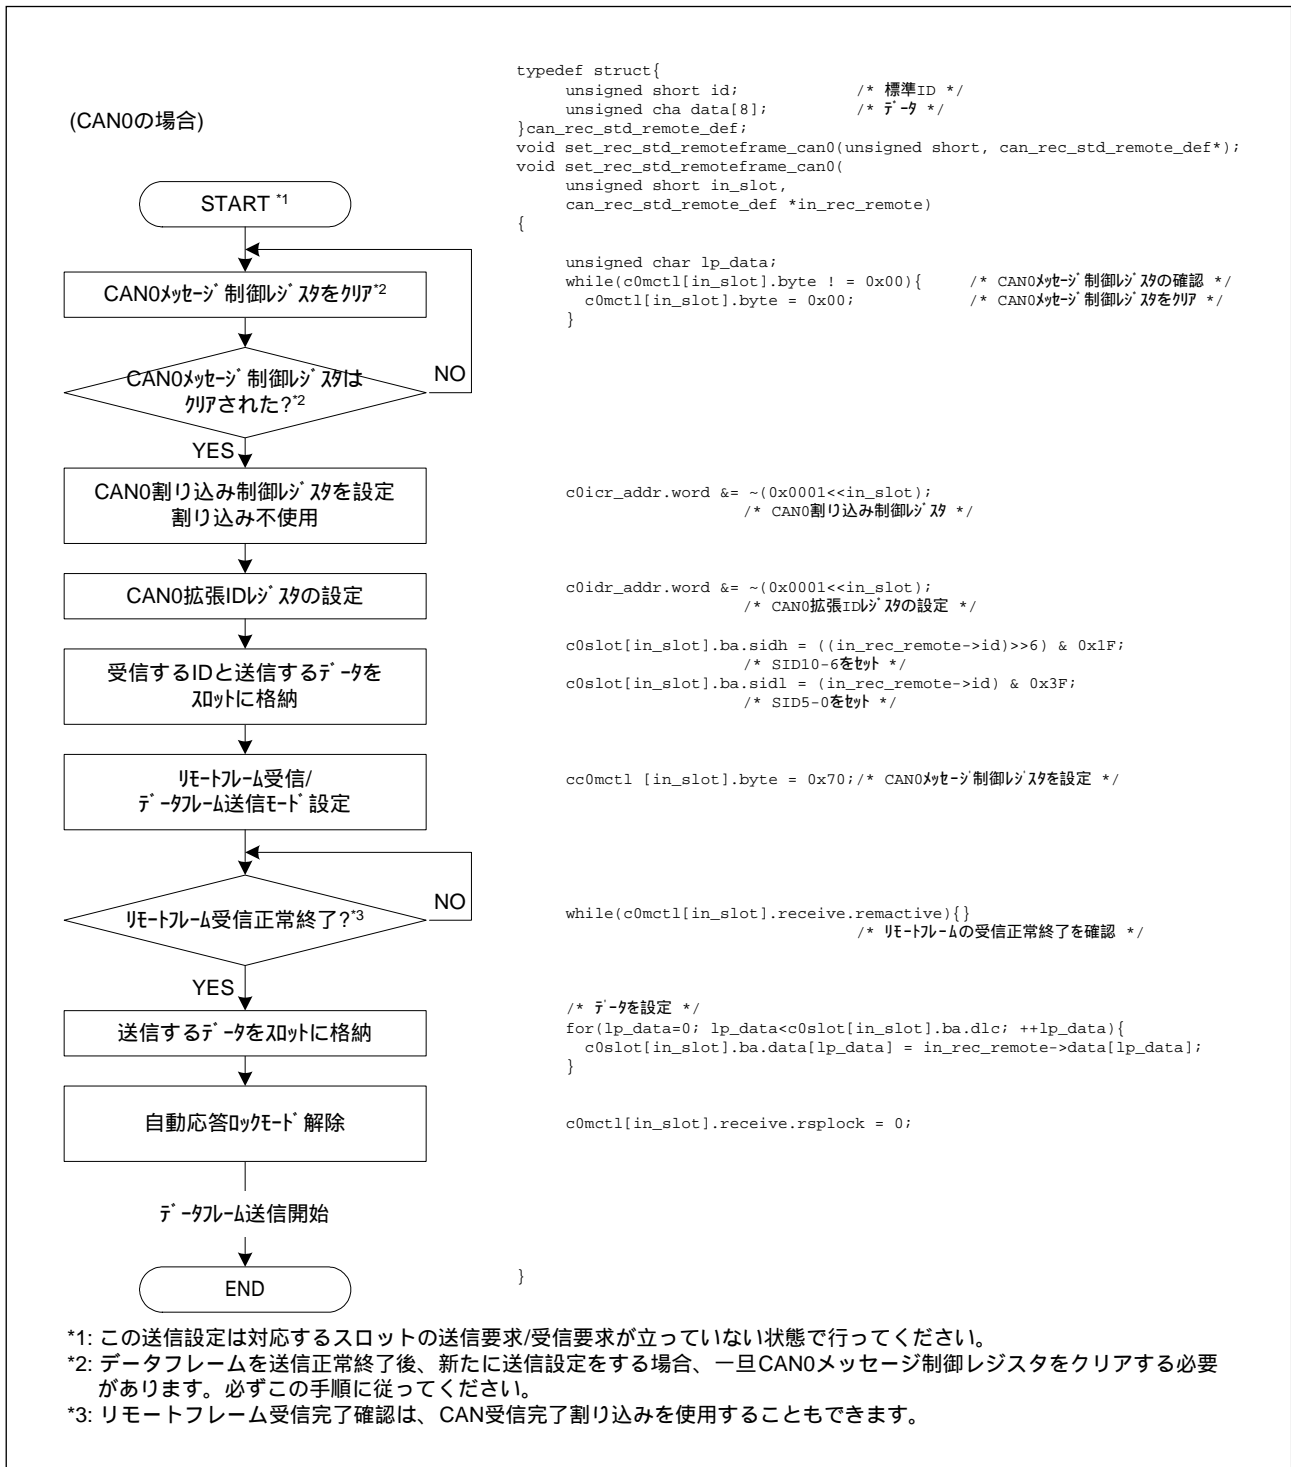 (CAN0の場合)
START *1
CAN0ﾒｯｾｰｼﾞ制御ﾚｼﾞｽﾀをｸﾘｱ*2
CAN0ﾒｯｾｰｼﾞ制御ﾚｼﾞｽﾀは
ｸﾘｱされた?*2
NO
YES
CAN0割り込み制御ﾚｼﾞｽﾀを設定
割り込み不使用
CAN0拡張IDﾚｼﾞｽﾀの設定
受信するIDと送信するﾃﾞｰﾀを
ｽﾛｯﾄに格納
ﾘﾓｰﾄﾌﾚｰﾑ受信/
ﾃﾞｰﾀﾌﾚｰﾑ送信ﾓｰﾄﾞ設定
ﾘﾓｰﾄﾌﾚｰﾑ受信正常終了?*3
NO
YES
送信するﾃﾞｰﾀをｽﾛｯﾄに格納
自動応答ﾛｯｸﾓｰﾄﾞ解除
ﾃﾞｰﾀﾌﾚｰﾑ送信開始
END
typedef struct{
unsigned short id; /* 標準ID */
unsigned cha data[8]; /* ﾃﾞｰﾀ */
}can_rec_std_remote_def;
void set_rec_std_remoteframe_can0(unsigned short, can_rec_std_remote_def*);
void set_rec_std_remoteframe_can0(
unsigned short in_slot,
can_rec_std_remote_def *in_rec_remote)
{
unsigned char lp_data;
while(c0mctl[in_slot].byte ! = 0x00){ /* CAN0ﾒｯｾｰｼﾞ制御ﾚｼﾞｽﾀの確認 */
c0mctl[in_slot].byte = 0x00; /* CAN0ﾒｯｾｰｼﾞ制御ﾚｼﾞｽﾀをｸﾘｱ */
}
c0icr_addr.word &= ~(0x0001<<in_slot);
/* CAN0割り込み制御ﾚｼﾞｽﾀ */
c0idr_addr.word &= ~(0x0001<<in_slot);
/* CAN0拡張IDﾚｼﾞｽﾀの設定 */
c0slot[in_slot].ba.sidh = ((in_rec_remote->id)>>6) & 0x1F;
/* SID10-6をｾｯﾄ */
c0slot[in_slot].ba.sidl = (in_rec_remote->id) & 0x3F;
/* SID5-0をｾｯﾄ */
cc0mctl [in_slot].byte = 0x70;/* CAN0ﾒｯｾｰｼﾞ制御ﾚｼﾞｽﾀを設定 */
while(c0mctl[in_slot].receive.remactive){}
/* ﾘﾓｰﾄﾌﾚｰﾑの受信正常終了を確認 */
/* ﾃﾞｰﾀを設定 */
for(lp_data=0; lp_data<c0slot[in_slot].ba.dlc; ++lp_data){
c0slot[in_slot].ba.data[lp_data] = in_rec_remote->data[lp_data];
}
c0mctl[in_slot].receive.rsplock = 0;
}
*1: この送信設定は対応するスロットの送信要求/受信要求が立っていない状態で行ってください。
*2: データフレームを送信正常終了後、新たに送信設定をする場合、一旦CAN0メッセージ制御レジスタをクリアする必要
があります。必ずこの手順に従ってください。
*3: リモートフレーム受信完了確認は、CAN受信完了割り込みを使用することもできます。